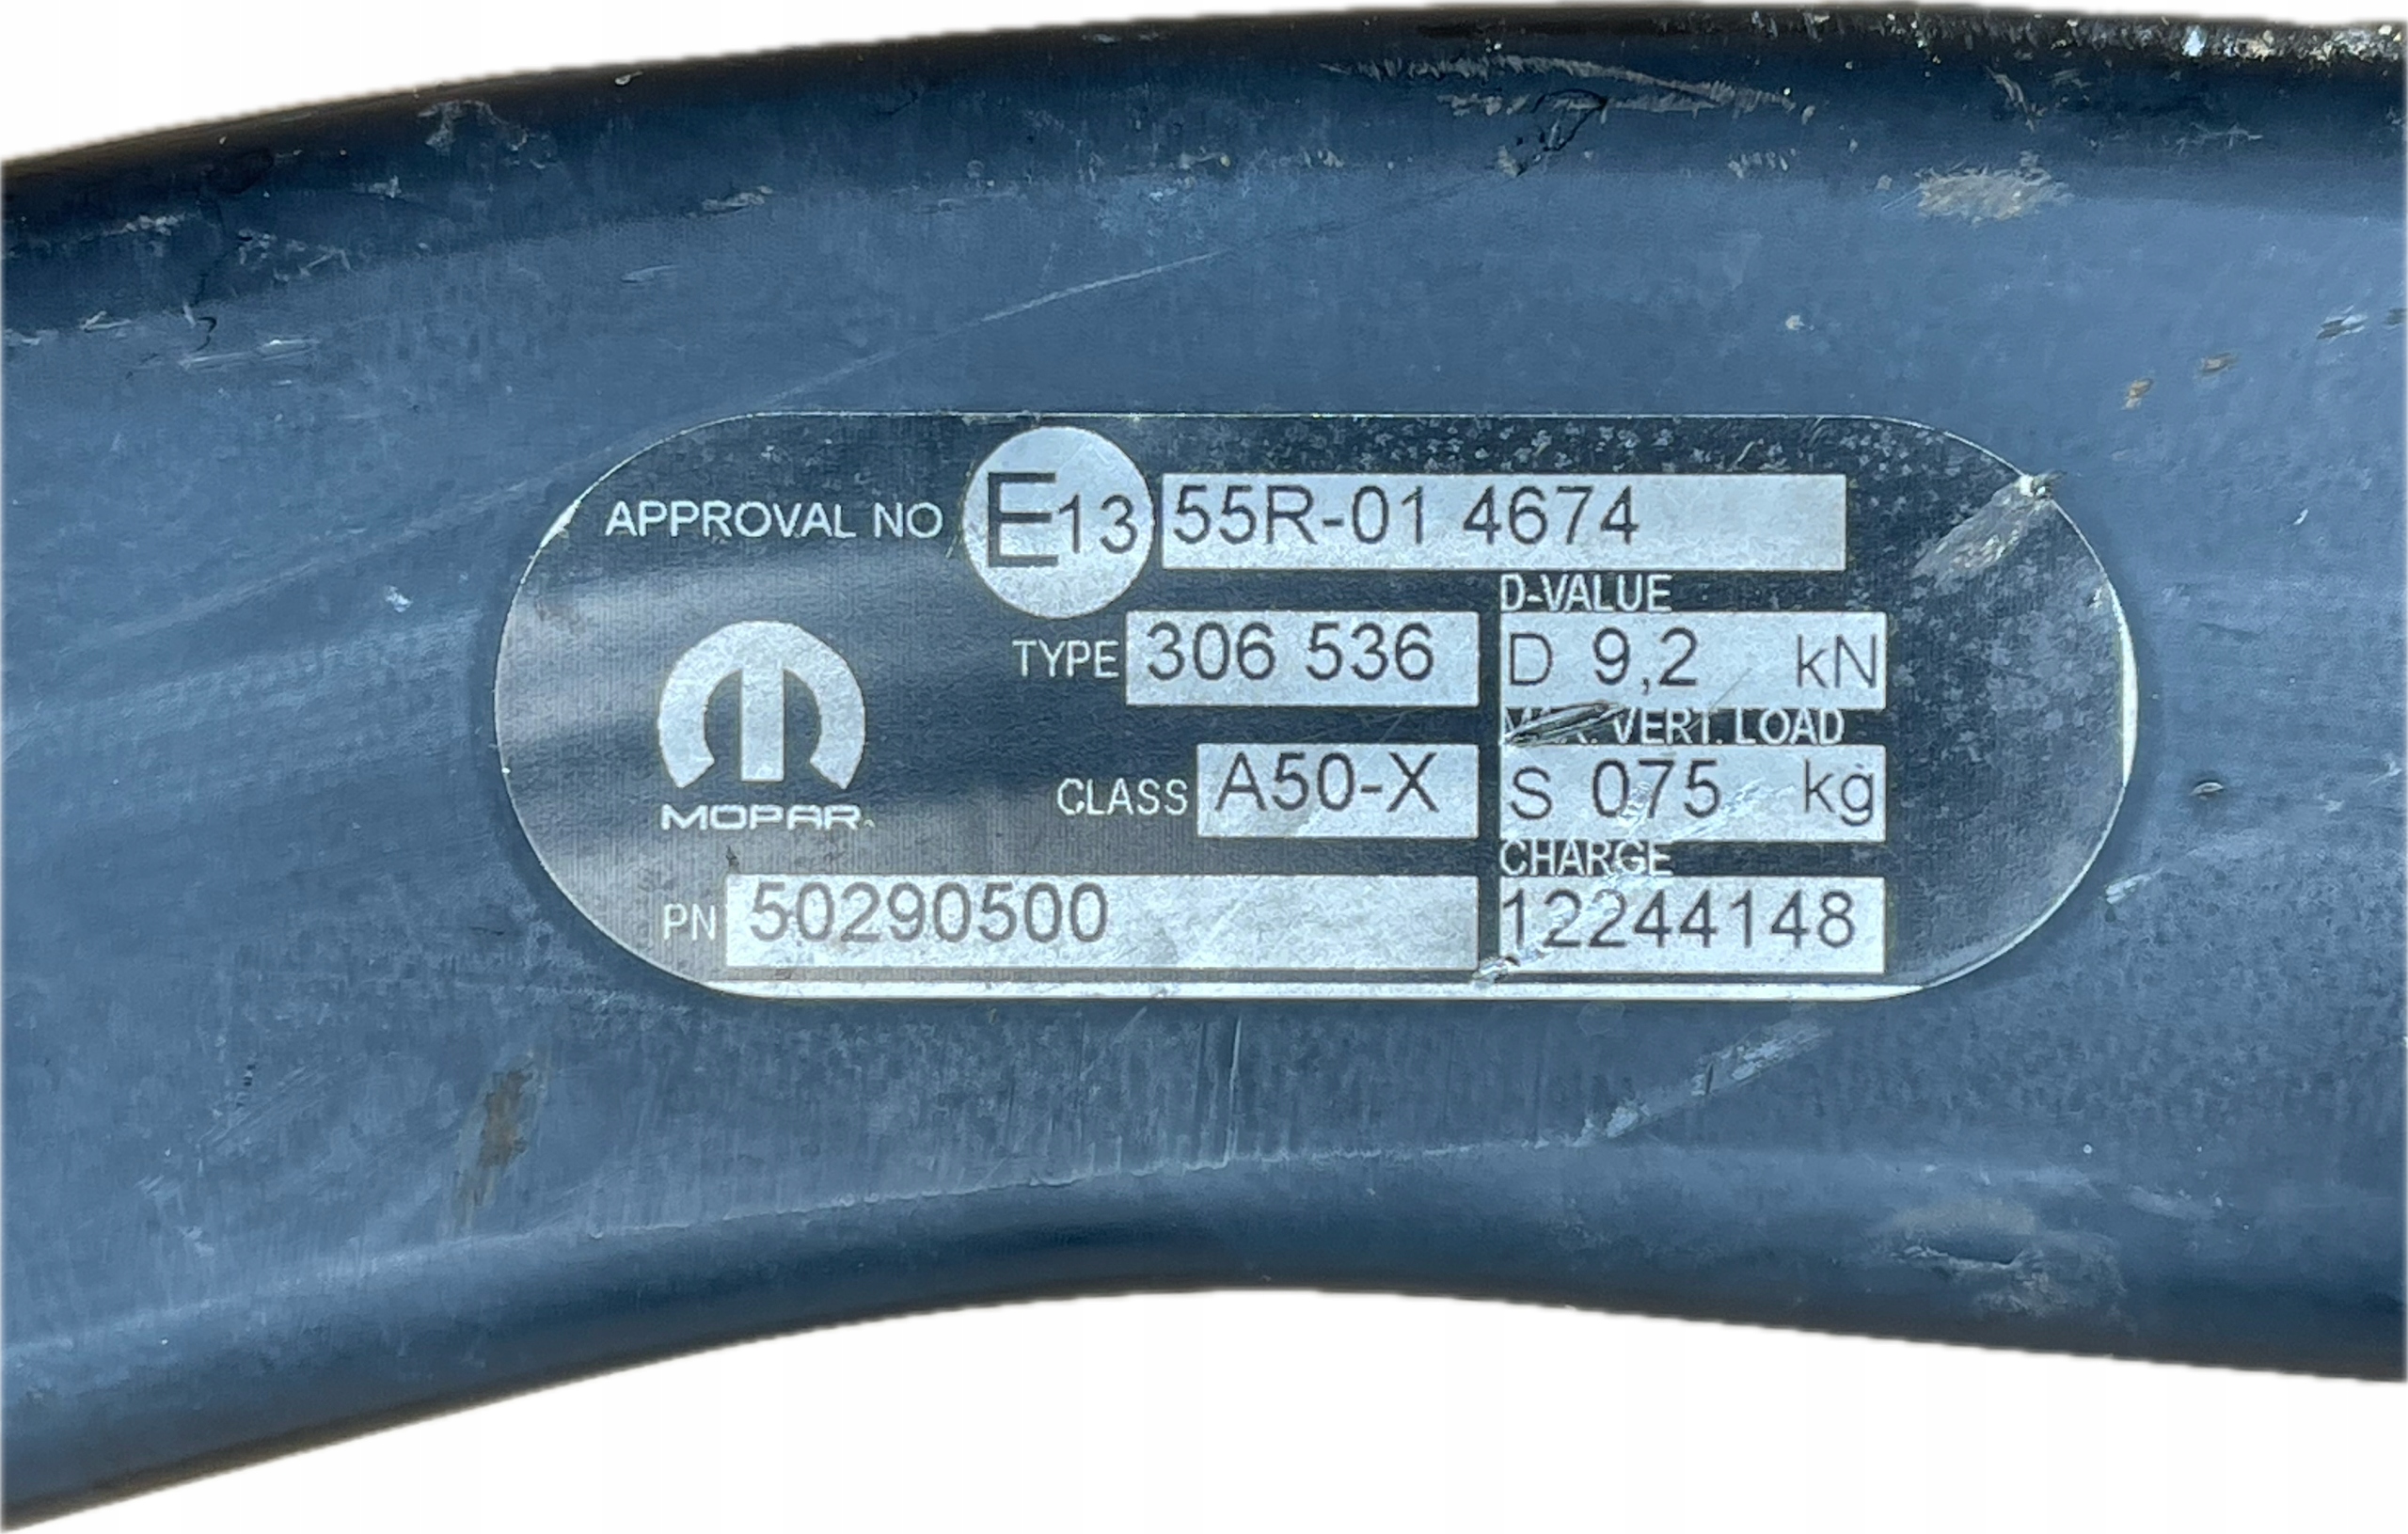 APPROVAL NO E13 55R-01 4674
D-VALUE
TYPE 306 536 D 9,2 kN
VERT. LOAD
MOPAR
CLASS A50-X S 075 kg
CHARGE
PN 50290500 12244148